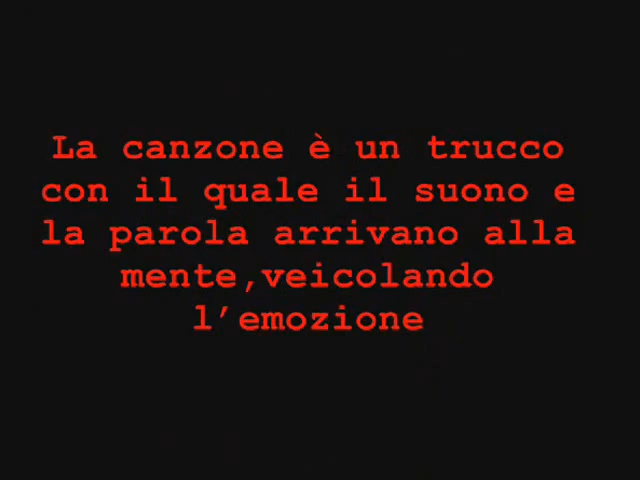 La canzone è un trucco
con il quale il suono e
la parola arrivano alla
mente,veicolando
l'emozione